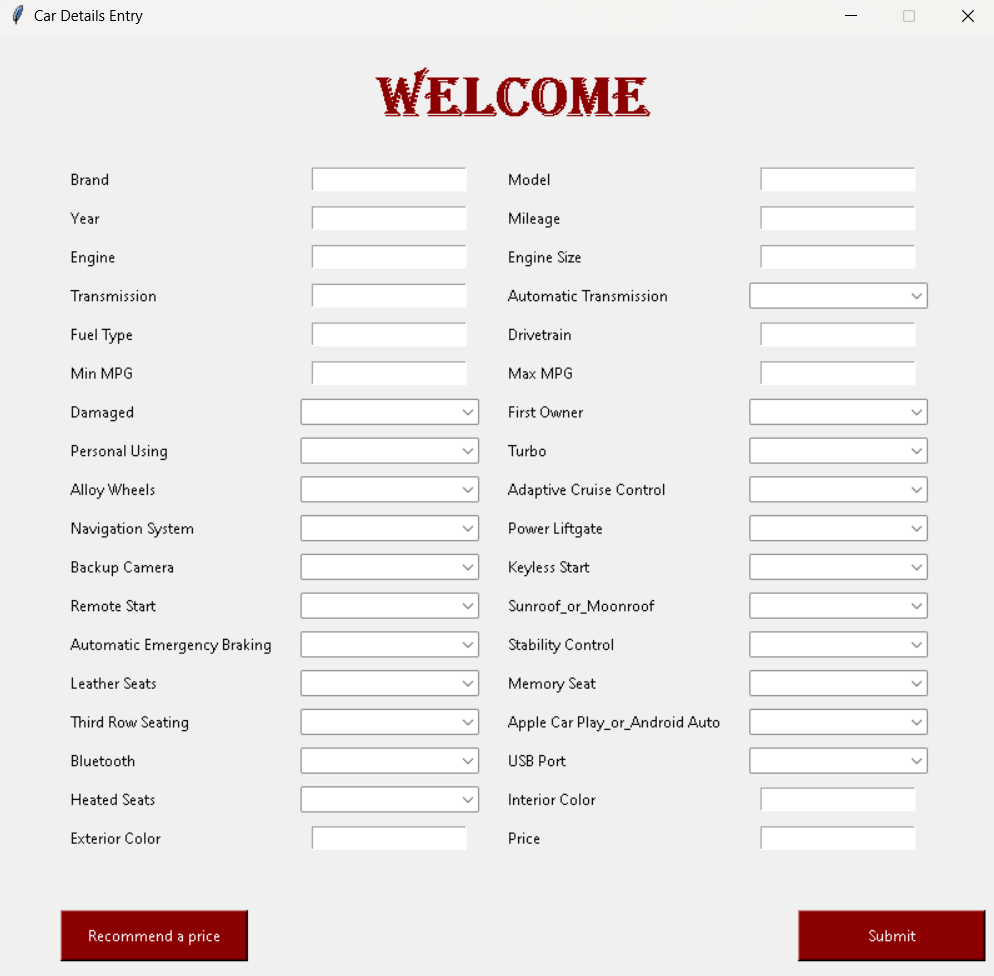 Car Details Entry
WELCOME
Brand Model
Year Mileage
Engine Engine Size
Transmission Automatic Transmission
Fuel Type Drivetrain
Min MPG Max MPG
Damaged First Owner
Personal Using Turbo
Alloy Wheels Adaptive Cruise Control
Navigation System Power Liftgate
Backup Camera Keyless Start
Remote Start Sunroof_or_Moonroof
Automatic Emergency Braking Stability Control
Leather Seats Memory Seat
Third Row Seating Apple Car Play_or_Android Auto
Bluetooth USB Port
Heated Seats Interior Color
Exterior Color Price
Recommend a price Submit